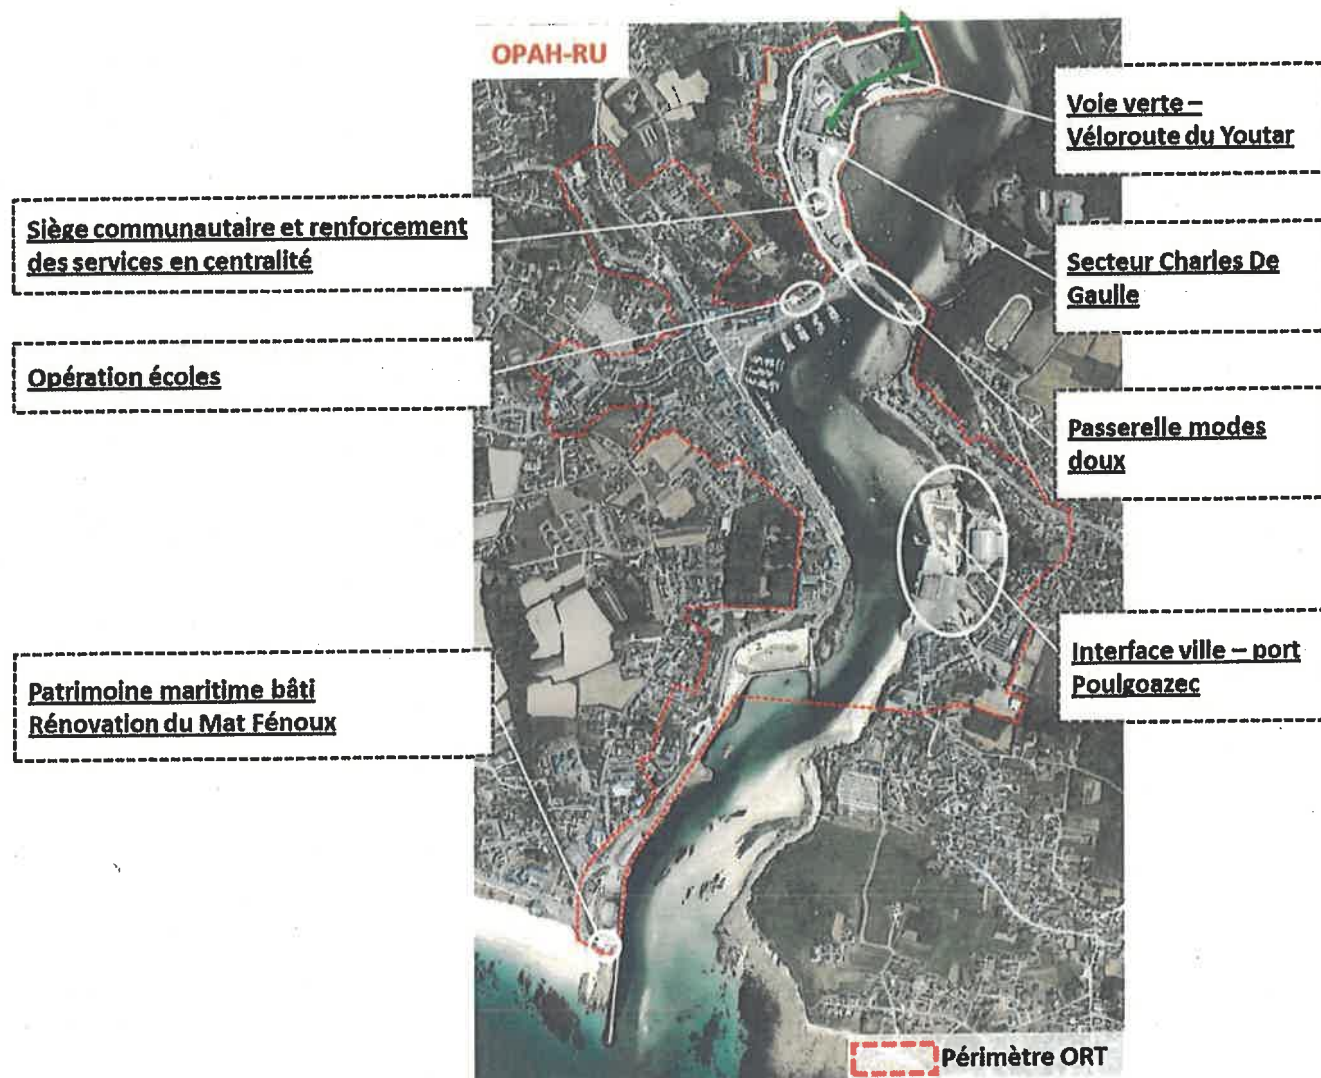 OPAH-RU
Voie verte –
Véloroute du Youtar
Siège communautaire et renforcement
des services en centralité
Secteur Charles De
Gaulle
Opération écoles
Passerelle modes
doux
Interface ville – port
Poulgoazec
Patrimoine maritime bâti
Rénovation du Mat Fénoux
Périmètre ORT